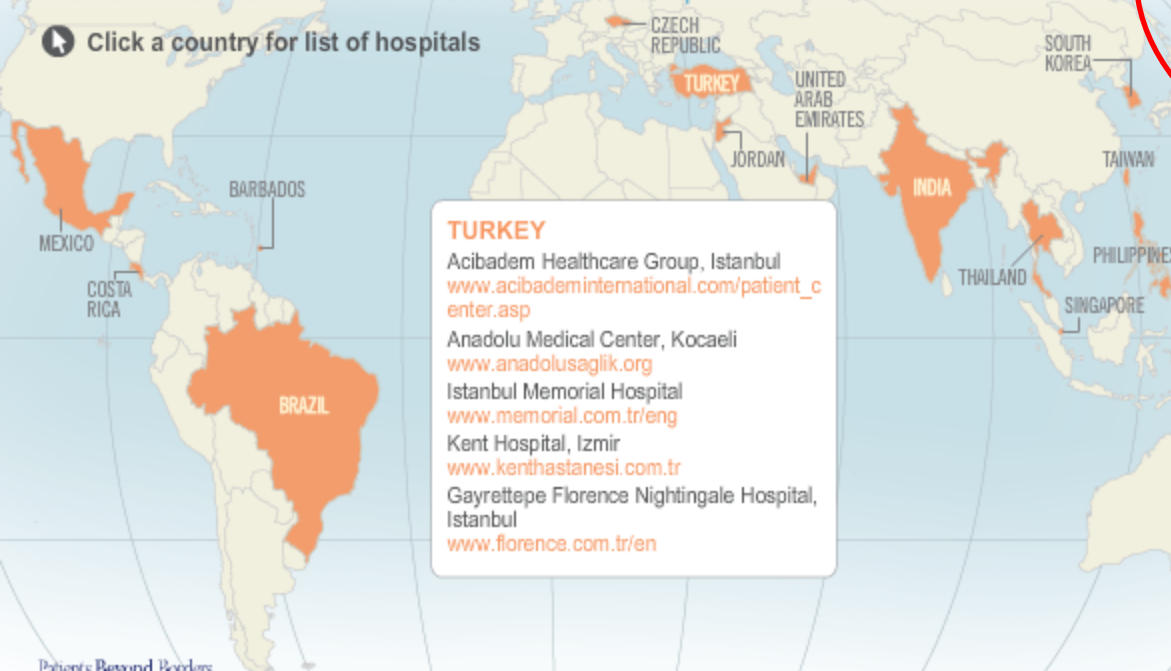 Click a country for list of hospitals
CZECH
REPUBLIC
SOUTH
KOREA
TURKEY
UNITED
ARAB
EMIRATES
JORDAN
TAIWAN
BARBADOS
INDIA
MEXICO
PHILIPPINES
THAILAND
COSTA
RICA
SINGAPORE
BRAZIL
TURKEY
Acibadem Healthcare Group, Istanbul
www.acibademinternational.com/patient_c
enter.asp
Anadolu Medical Center, Kocaeli
www.anadolusaglik.org
Istanbul Memorial Hospital
www.memorial.com.tr/eng
Kent Hospital, Izmir
www.kenthastanesi.com.tr
Gayrettepe Florence Nightingale Hospital,
Istanbul
www.florence.com.tr/en
Patients Beyond Borders